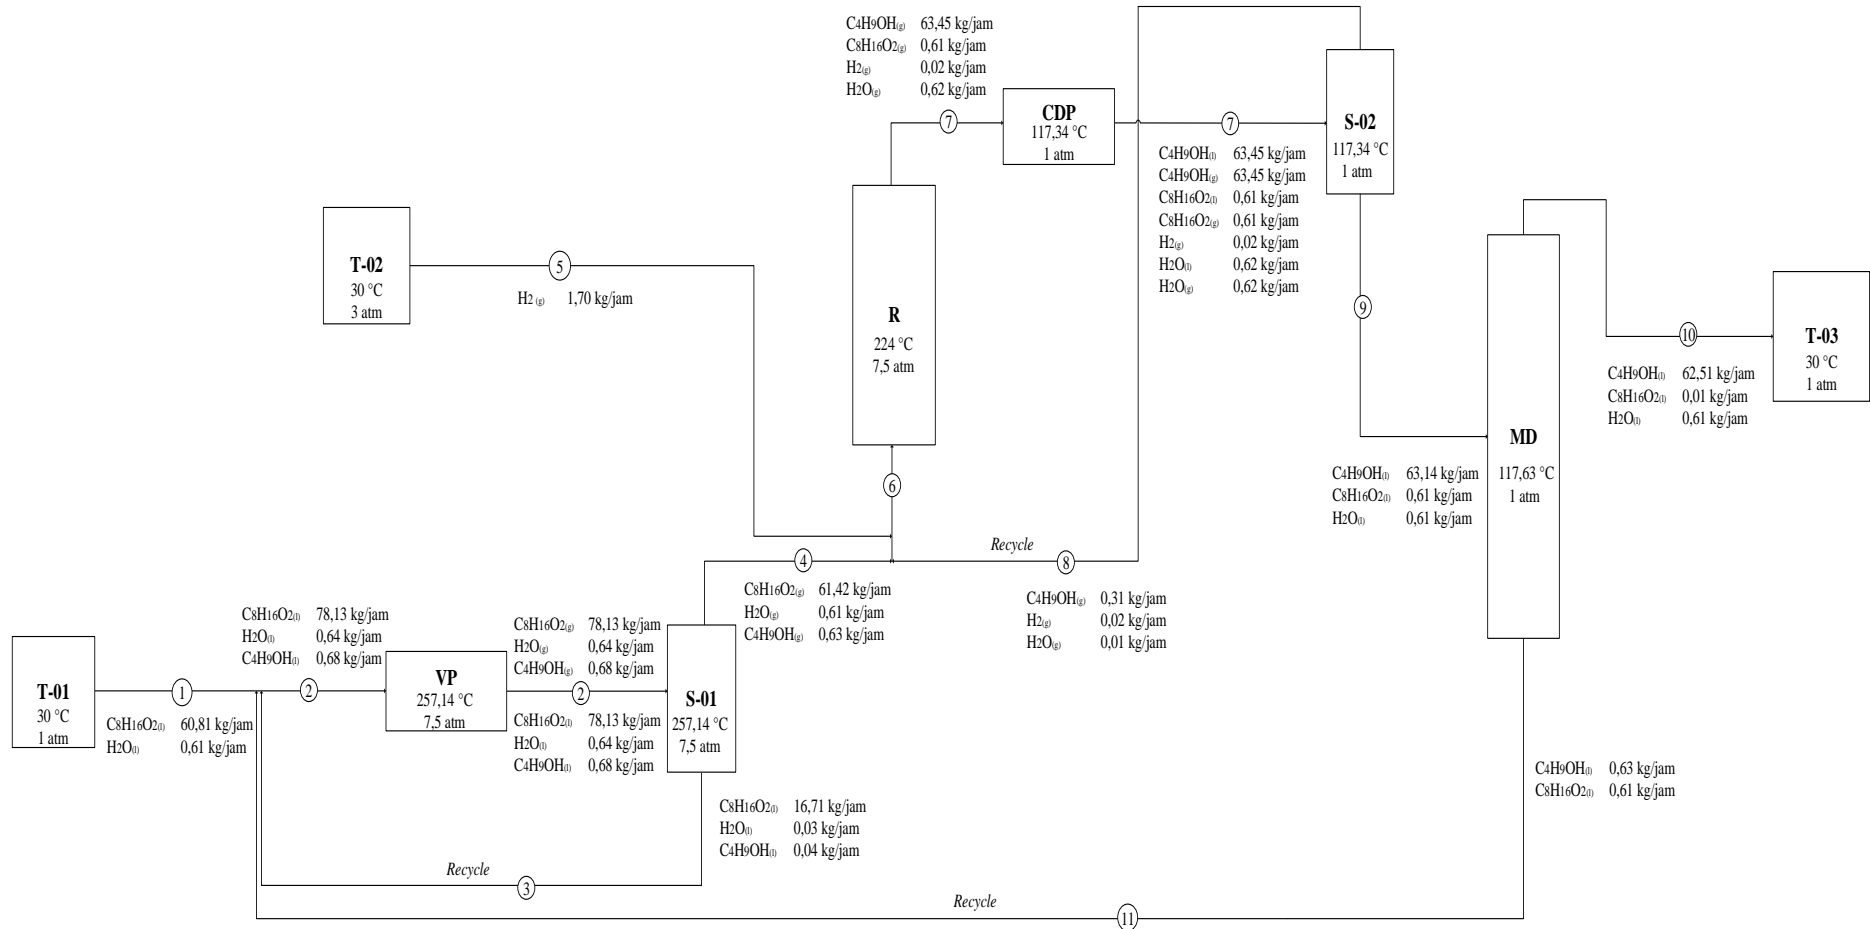 C4H9OH(g) 63,45 kg/jam
C8H16O2(g) 0,61 kg/jam
H2(g) 0,02 kg/jam
H2O(g) 0,62 kg/jam
7
CDP
117,34 °C
1 atm
7
C4H9OH(l) 63,45 kg/jam
C4H9OH(g) 63,45 kg/jam
C8H16O2(l) 0,61 kg/jam
C8H16O2(g) 0,61 kg/jam
H2(g) 0,02 kg/jam
H2O(l) 0,62 kg/jam
H2O(g) 0,62 kg/jam
S-02
117,34 °C
1 atm
T-02
30 °C
3 atm
5
H2 (g) 1,70 kg/jam
R
224 °C
7,5 atm
9
10
C4H9OH(l) 62,51 kg/jam
C8H16O2(l) 0,01 kg/jam
H2O(l) 0,61 kg/jam
T-03
30 °C
1 atm
MD
117,63 °C
1 atm
C4H9OH(l) 63,14 kg/jam
C8H16O2(l) 0,61 kg/jam
H2O(l) 0,61 kg/jam
6
4
Recycle
8
C8H16O2(g) 61,42 kg/jam
H2O(g) 0,61 kg/jam
C4H9OH(g) 0,63 kg/jam
C4H9OH(g) 0,31 kg/jam
H2(g) 0,02 kg/jam
H2O(g) 0,01 kg/jam
C8H16O2(l) 78,13 kg/jam
H2O(l) 0,64 kg/jam
C4H9OH(l) 0,68 kg/jam
C8H16O2(g) 78,13 kg/jam
H2O(g) 0,64 kg/jam
C4H9OH(g) 0,68 kg/jam
T-01
30 °C
1 atm
1
C8H16O2(l) 60,81 kg/jam
H2O(l) 0,61 kg/jam
2
VP
257,14 °C
7,5 atm
2
C8H16O2(l) 78,13 kg/jam
H2O(l) 0,64 kg/jam
C4H9OH(l) 0,68 kg/jam
S-01
257,14 °C
7,5 atm
C8H16O2(l) 16,71 kg/jam
H2O(l) 0,03 kg/jam
C4H9OH(l) 0,04 kg/jam
C4H9OH(l) 0,63 kg/jam
C8H16O2(l) 0,61 kg/jam
Recycle
3
Recycle
11